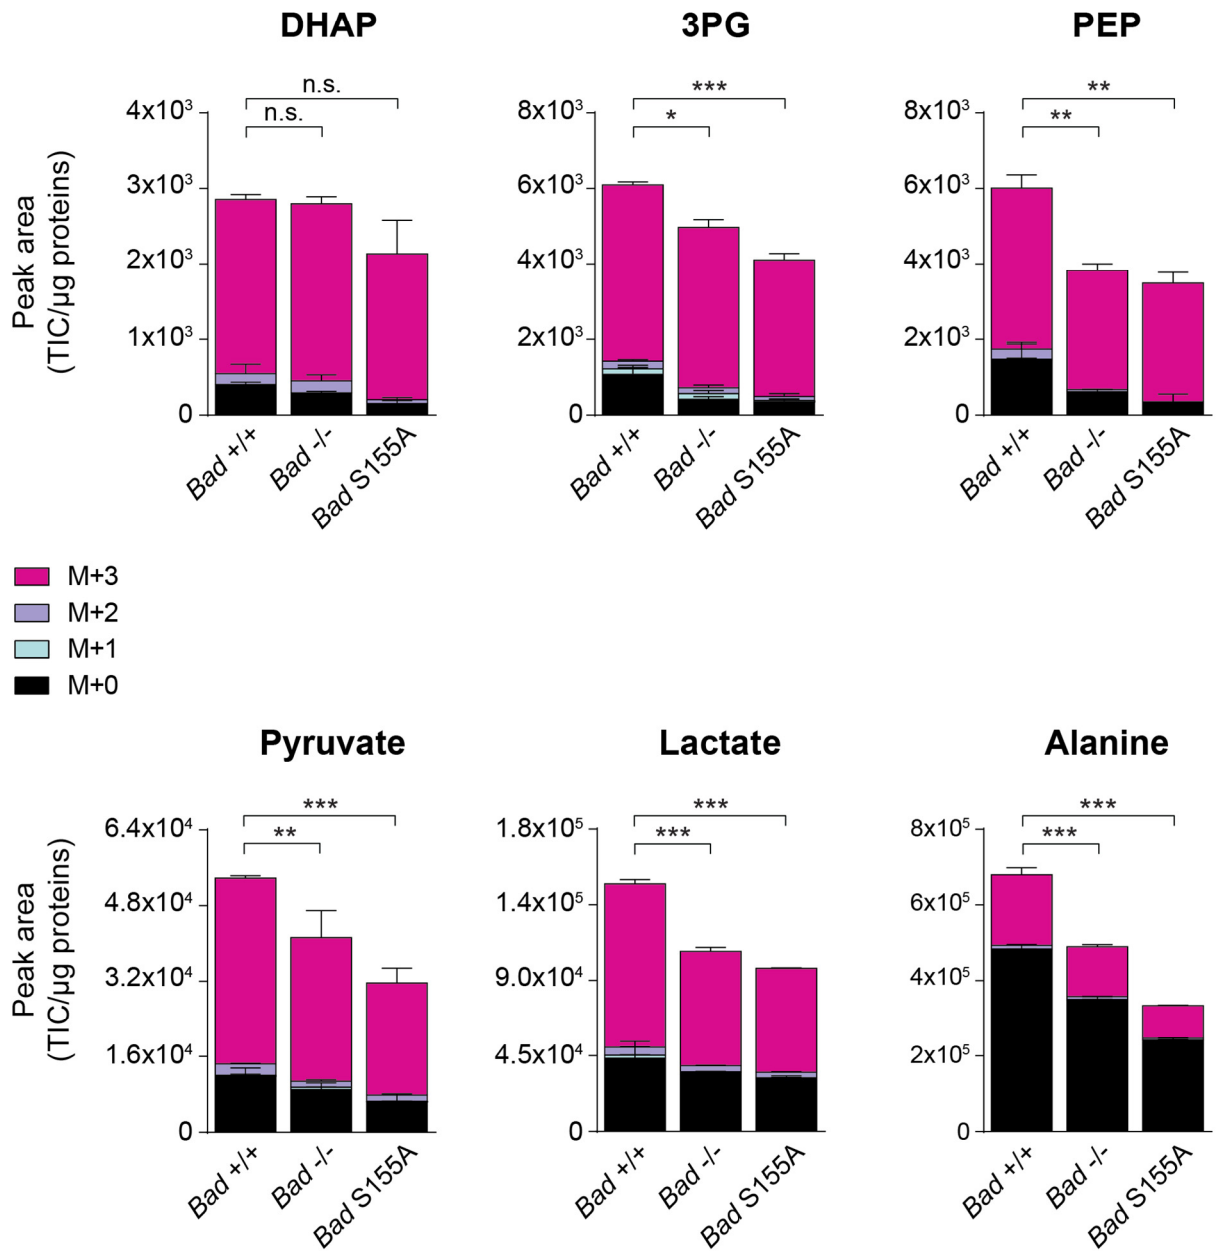 DHAP
3PG
PEP
n.s.
n.s.
***
*
**
**
Peak area
(TIC/µg proteins)
4x10³
3x10³
2x10³
1x10³
0
8x10³
6x10³
4x10³
2x10³
0
8x10³
6x10³
4x10³
2x10³
0
Bad +/+
Bad -/-
Bad S155A
Bad +/+
Bad -/-
Bad S155A
Bad +/+
Bad -/-
Bad S155A
M+3
M+2
M+1
M+0
Pyruvate
Lactate
Alanine
***
**
***
***
***
***
Peak area
(TIC/µg proteins)
6.4x10⁴
4.8x10⁴
3.2x10⁴
1.6x10⁴
0
1.8x10⁵
1.4x10⁵
9.0x10⁴
4.5x10⁴
0
8x10⁵
6x10⁵
4x10⁵
2x10⁵
0
Bad +/+
Bad -/-
Bad S155A
Bad +/+
Bad -/-
Bad S155A
Bad +/+
Bad -/-
Bad S155A